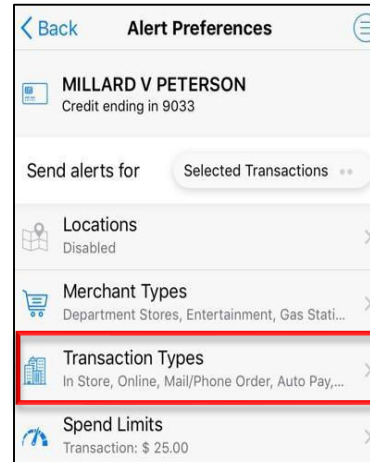 Back Alert Preferences
MILLARD V PETERSON
Credit ending in 9033
Send alerts for Selected Transactions
Locations
Disabled
Merchant Types
Department Stores, Entertainment, Gas Stati...
Transaction Types
In Store, Online, Mail/Phone Order, Auto Pay,...
Spend Limits
Transaction: $ 25.00